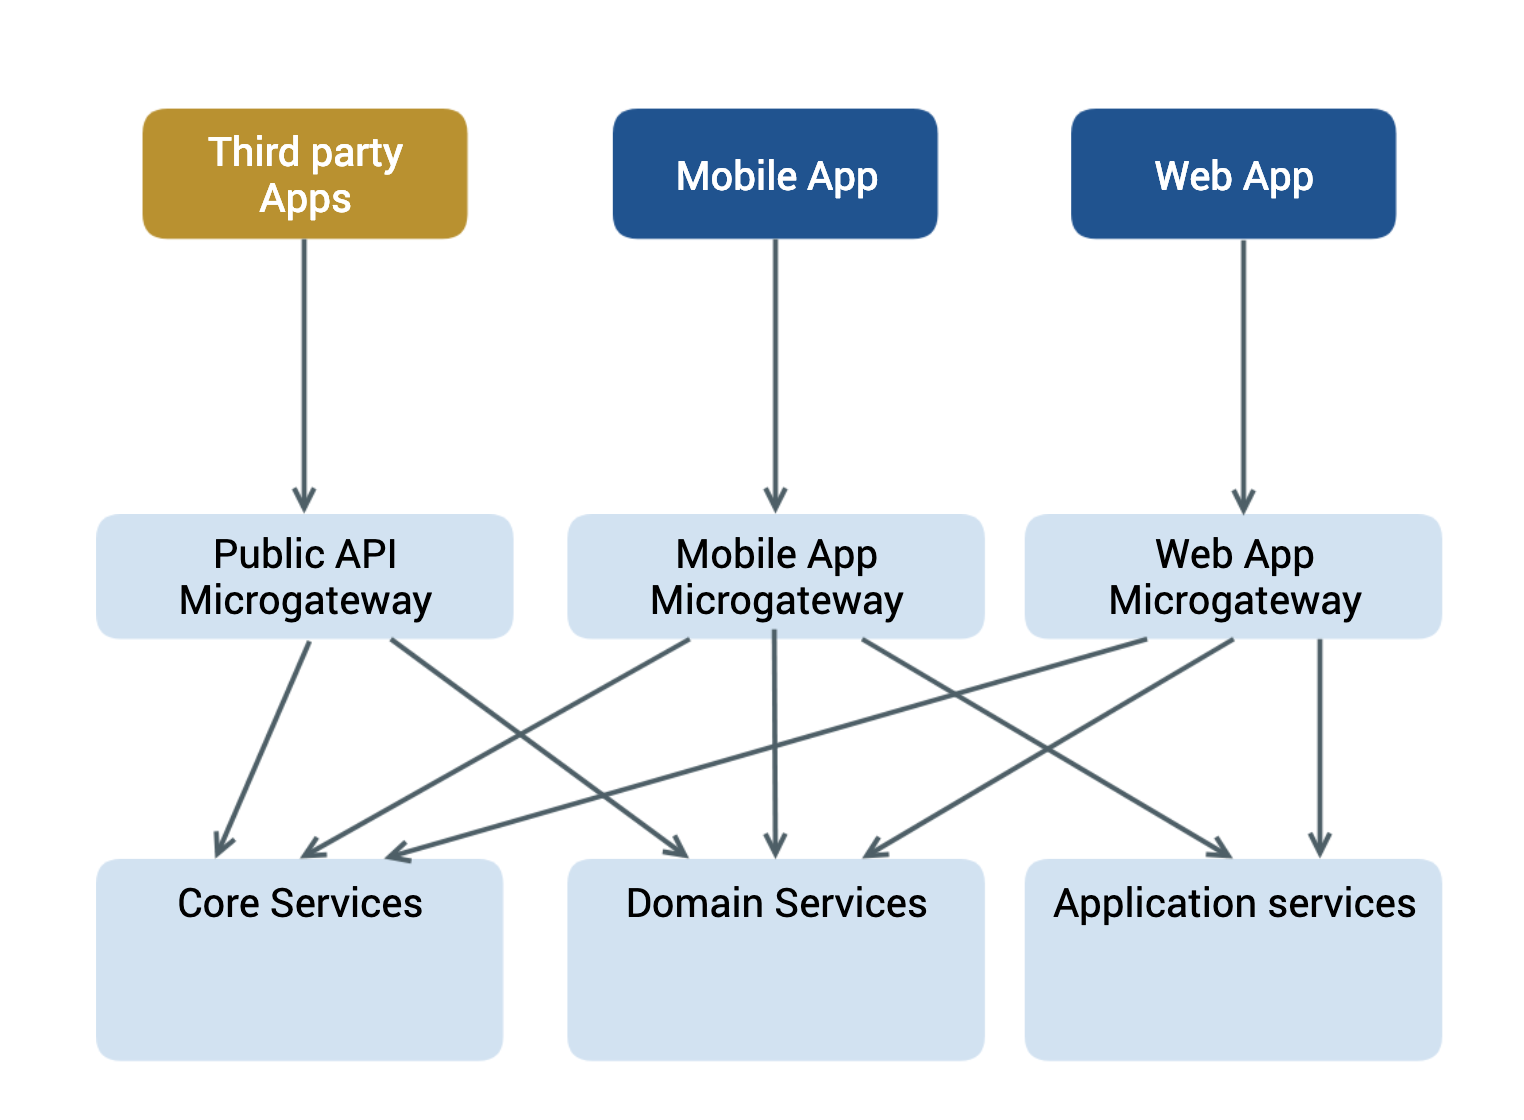 Third party
Apps
Mobile App
Web App
Public API
Microgateway
Mobile App
Microgateway
Web App
Microgateway
Core Services
Domain Services
Application services